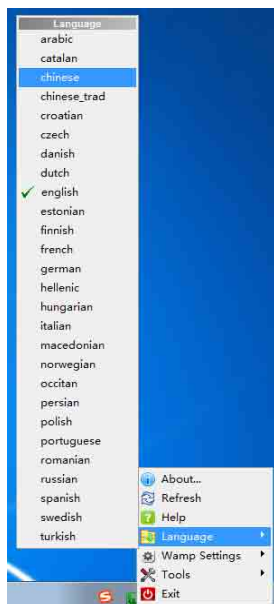 Language
arabic
catalan
chinese
chinese_trad
croatian
czech
danish
dutch
english
estonian
finnish
french
german
hellenic
hungarian
italian
macedonian
norwegian
occitan
persian
polish
portuguese
romanian
russian
spanish
swedish
turkish
About...
Refresh
Help
Language
Wamp Settings
Tools
Exit